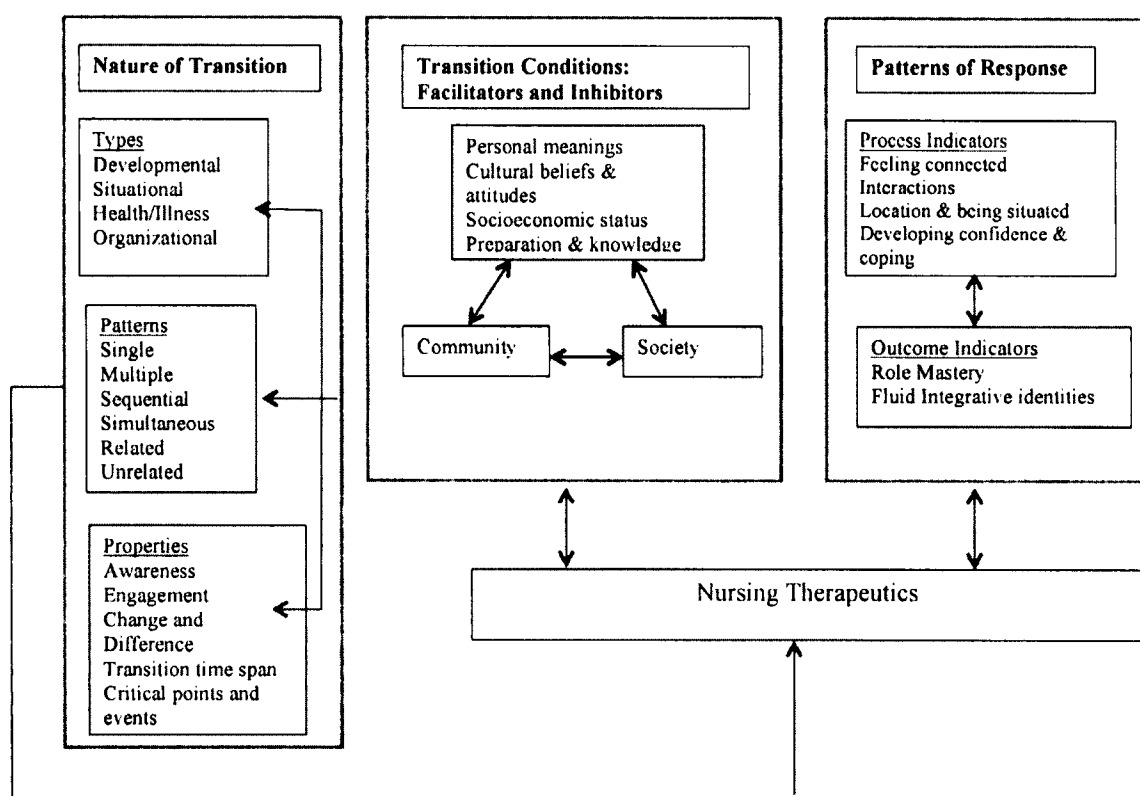 Nature of Transition
Types
Developmental
Situational
Health/Illness
Organizational
Patterns
Single
Multiple
Sequential
Simultaneous
Related
Unrelated
Properties
Awareness
Engagement
Change and
Difference
Transition time span
Critical points and
events
Transition Conditions:
Facilitators and Inhibitors
Personal meanings
Cultural beliefs &
attitudes
Socioeconomic status
Preparation & knowledge
Community
Society
Patterns of Response
Process Indicators
Feeling connected
Interactions
Location & being situated
Developing confidence &
coping
Outcome Indicators
Role Mastery
Fluid Integrative identities
Nursing Therapeutics